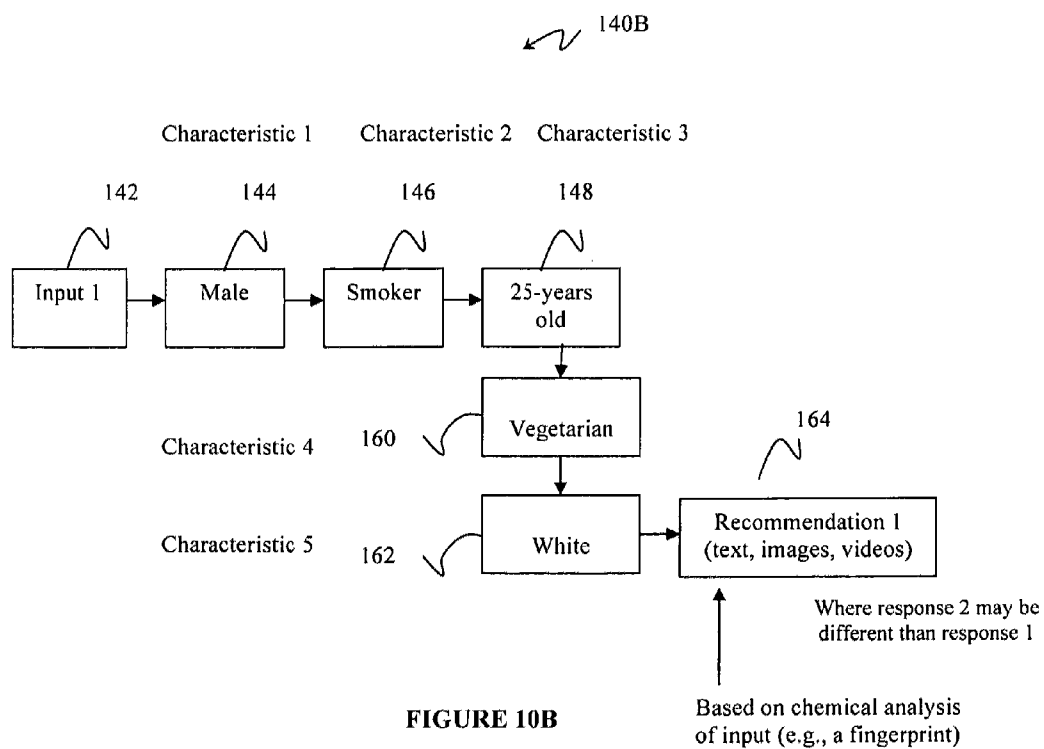 140B
Characteristic 1 Characteristic 2 Characteristic 3
142 144 146 148
Input 1 Male Smoker 25-years
old
Vegetarian
160
164
Characteristic 4
Characteristic 5
162
White
Recommendation 1
(text, images, videos)
Where response 2 may be
different than response 1
Based on chemical analysis
of input (e.g., a fingerprint)
FIGURE 10B